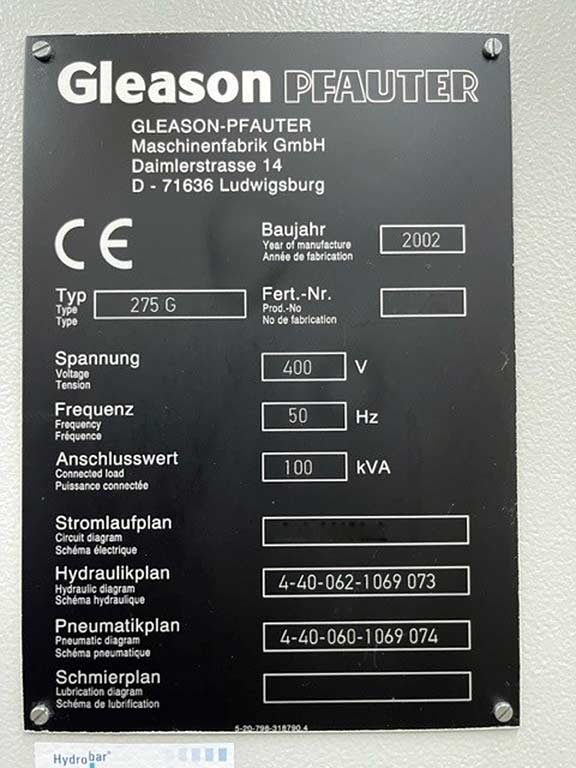 Gleason PFAUTER
GLEASON-PFAUTER
Maschinenfabrik GmbH
Daimlerstrasse 14
D - 71636 Ludwigsburg
CE
Baujahr
Year of manufacture
Année de fabrication
2002
Typ
Type
Type
275 G
Fert.-Nr.
Prod.-No
No de fabrication
Spannung
Voltage
Tension
400 V
Frequenz
Frequency
Fréquence
50 Hz
Anschlusswert
Connected load
Puissance connectée
100 kVA
Stromlaufplan
Circuit diagram
Schéma électrique
Hydraulikplan
Hydraulic diagram
Schéma hydraulique
4-40-062-1069 073
Pneumatikplan
Pneumatic diagram
Schéma pneumatique
4-40-060-1069 074
Schmierplan
Lubrication diagram
Schéma de lubrification
5-20-798-318790.4
Hydrobar®